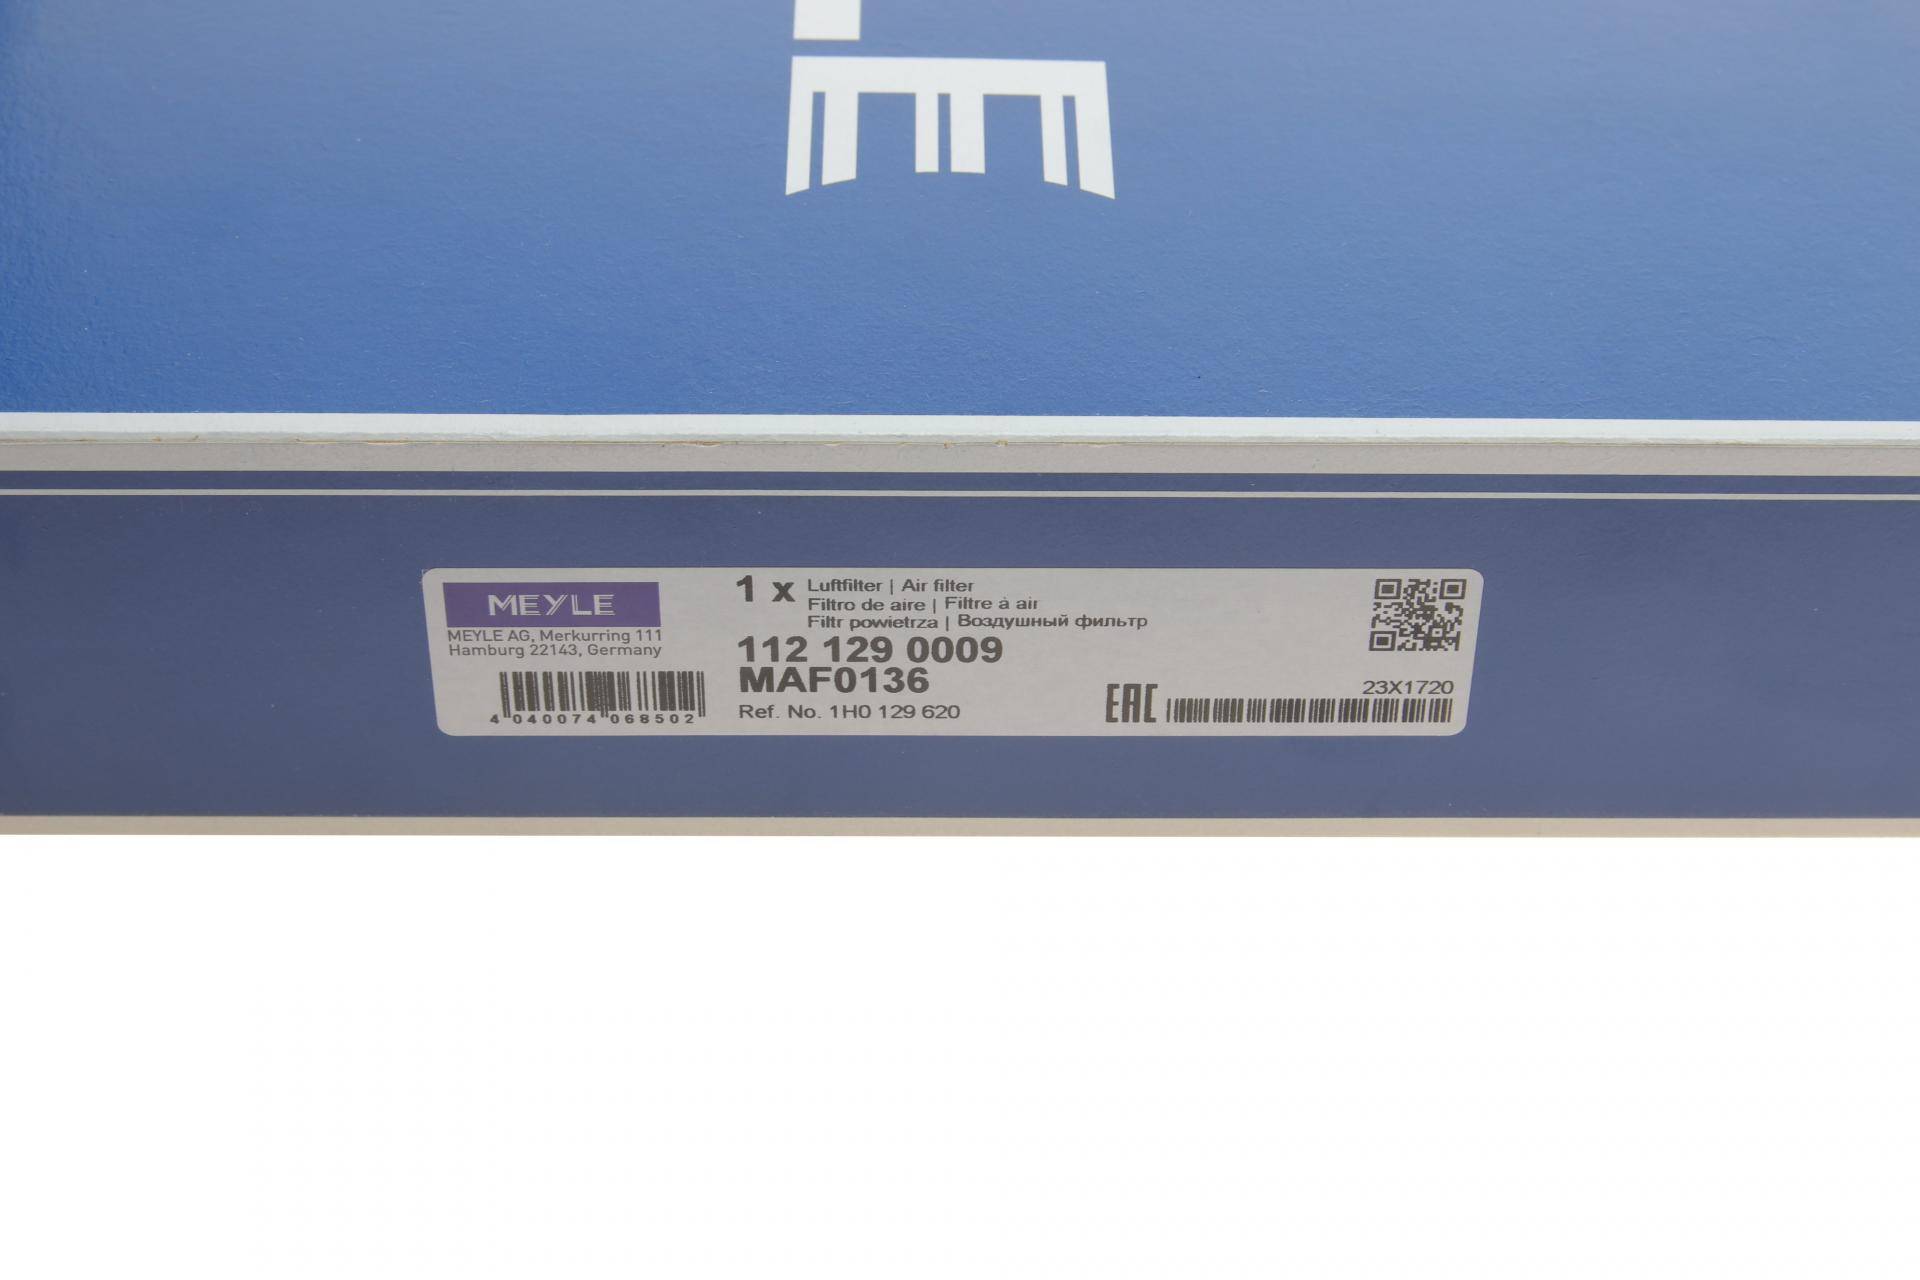 E
MEYLE
MEYLE AG, Merkurring 111
Hamburg 22143, Germany
4 040074 068502
1 x Luftfilter | Air filter
Filtro de aire | Filtre à air
Filtr powietrza | Воздушный фильтр
112 129 0009
MAF0136
Ref. No. 1H0 129 620
EAC
23X1720